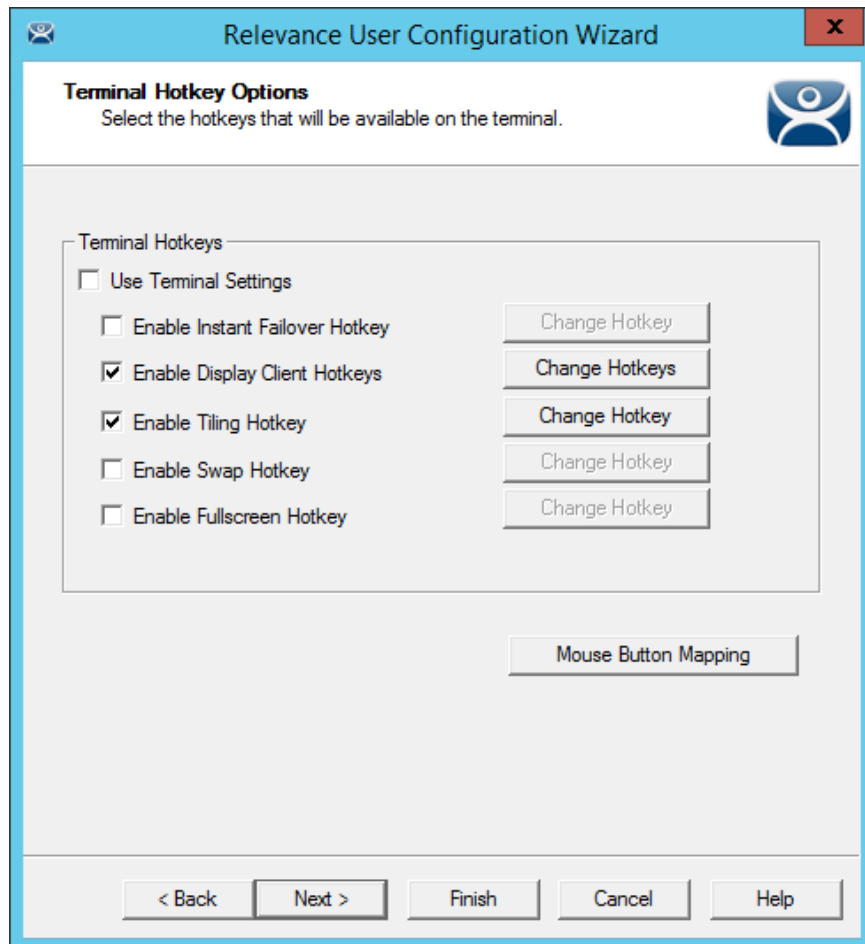 Relevance User Configuration Wizard
x
Terminal Hotkey Options
Select the hotkeys that will be available on the terminal.
Terminal Hotkeys
Use Terminal Settings
Enable Instant Failover Hotkey Change Hotkey
Enable Display Client Hotkeys Change Hotkeys
Enable Tiling Hotkey Change Hotkey
Enable Swap Hotkey Change Hotkey
Enable Fullscreen Hotkey Change Hotkey
Mouse Button Mapping
< Back Next > Finish Cancel Help